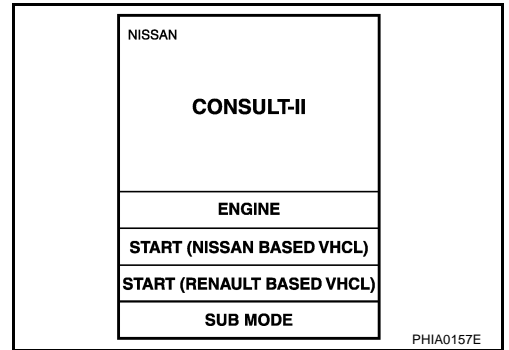 NISSAN
CONSULT-II
ENGINE
START (NISSAN BASED VHCL)
START (RENAULT BASED VHCL)
SUB MODE
PHIA0157E